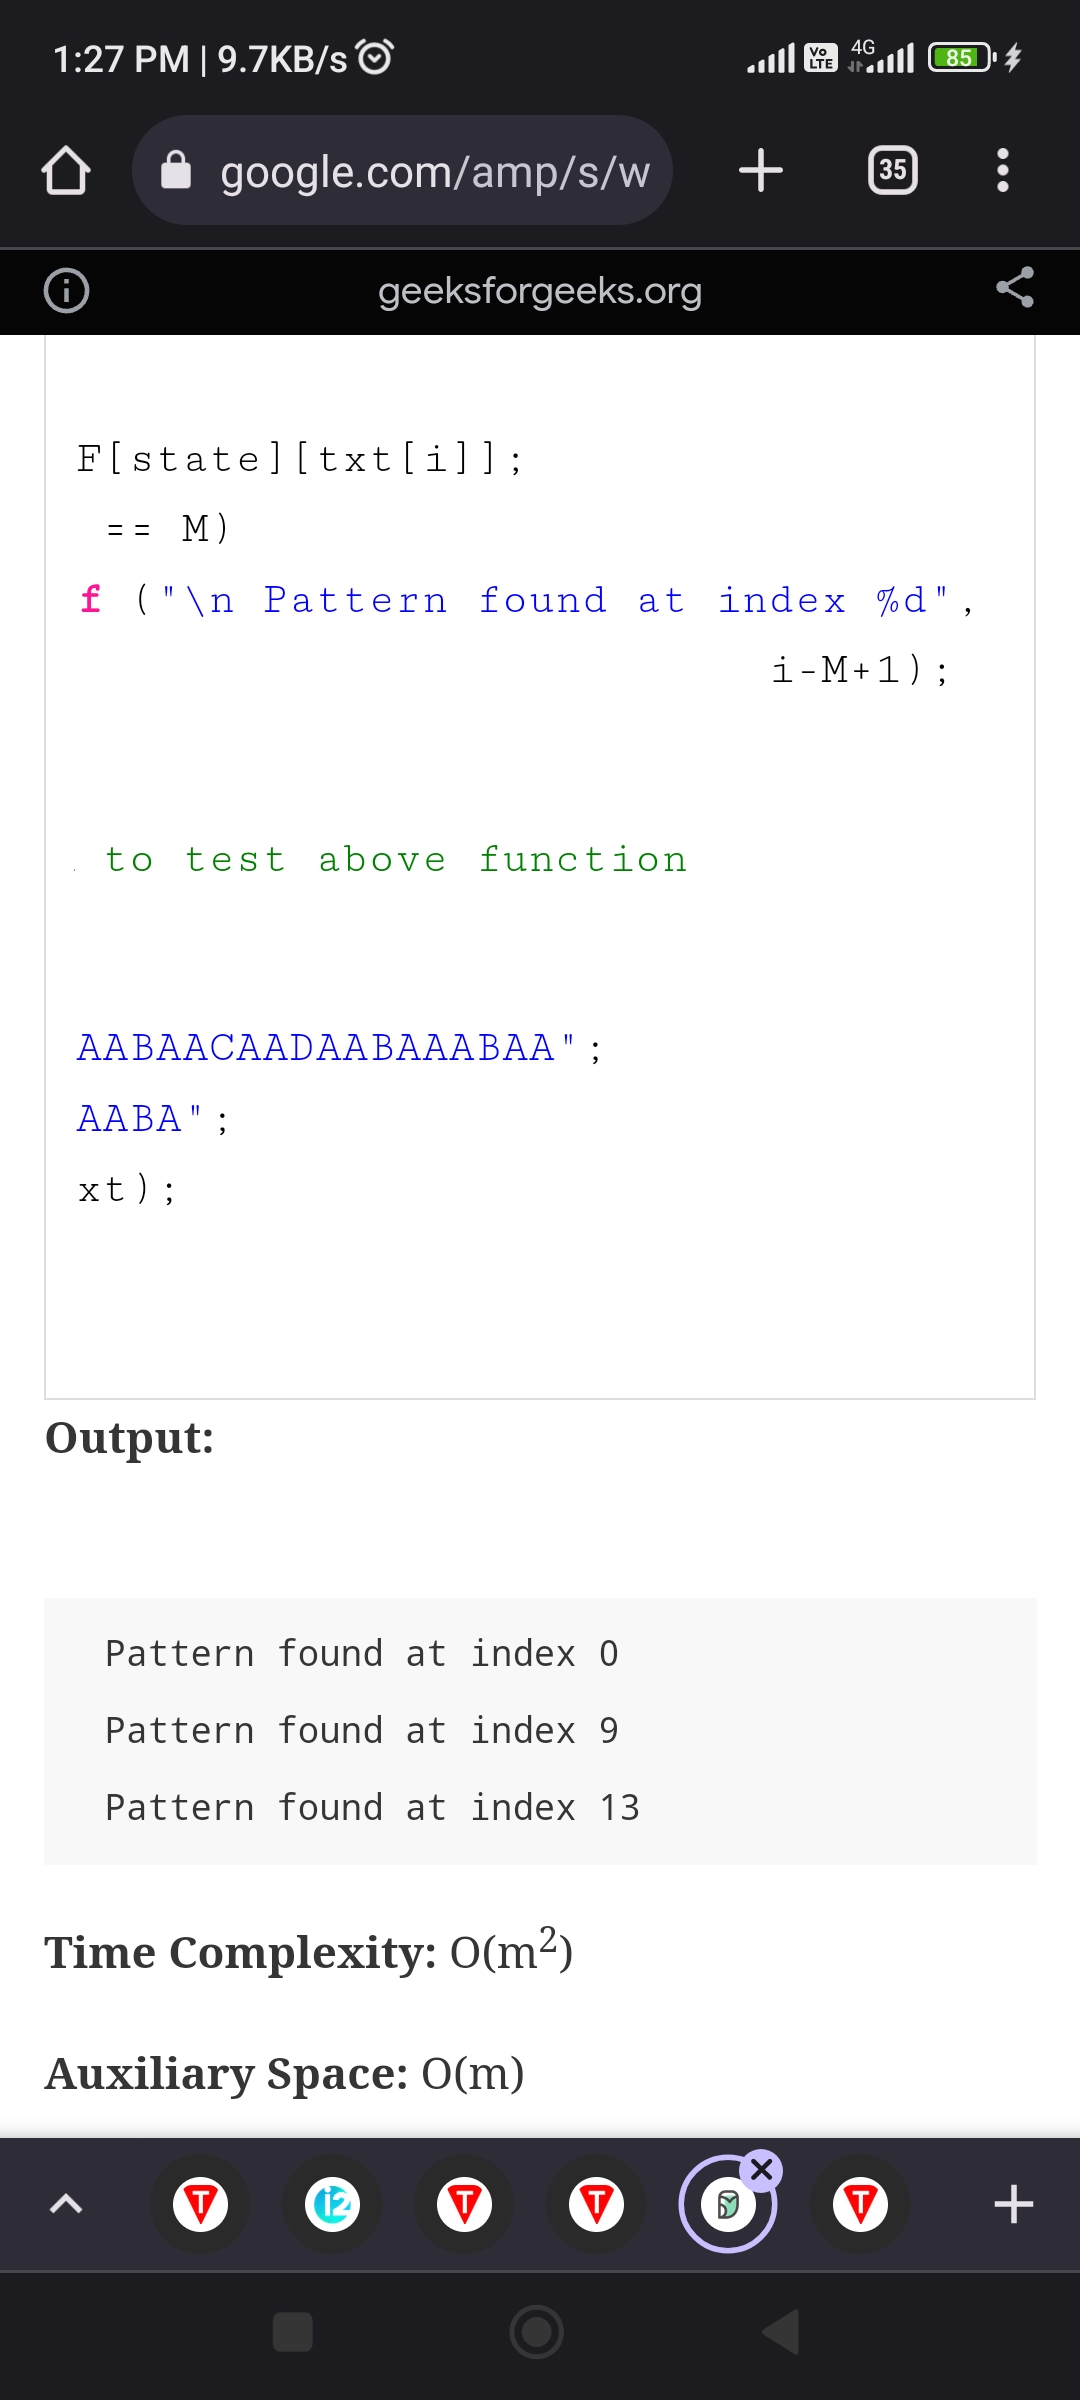 1:27 PM | 9.7KB/s
Vo LTE 4G 85
google.com/amp/s/w
35
geeksforgeeks.org
F[state][txt[i]];
== M)
f ("\n Pattern found at index %d",
i-M+1);
to test above function
AABAACAADAABAAABAA";
AABA";
xt);
Output:
Pattern found at index 0
Pattern found at index 9
Pattern found at index 13
Time Complexity: O(m²)
Auxiliary Space: O(m)
T i2 T T T